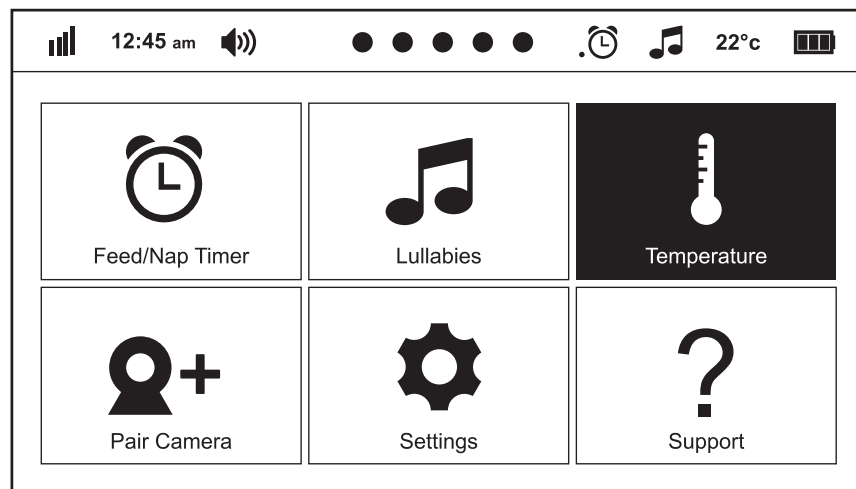 12:45 am 22°c
Feed/Nap Timer Lullabies Temperature
Pair Camera Settings Support